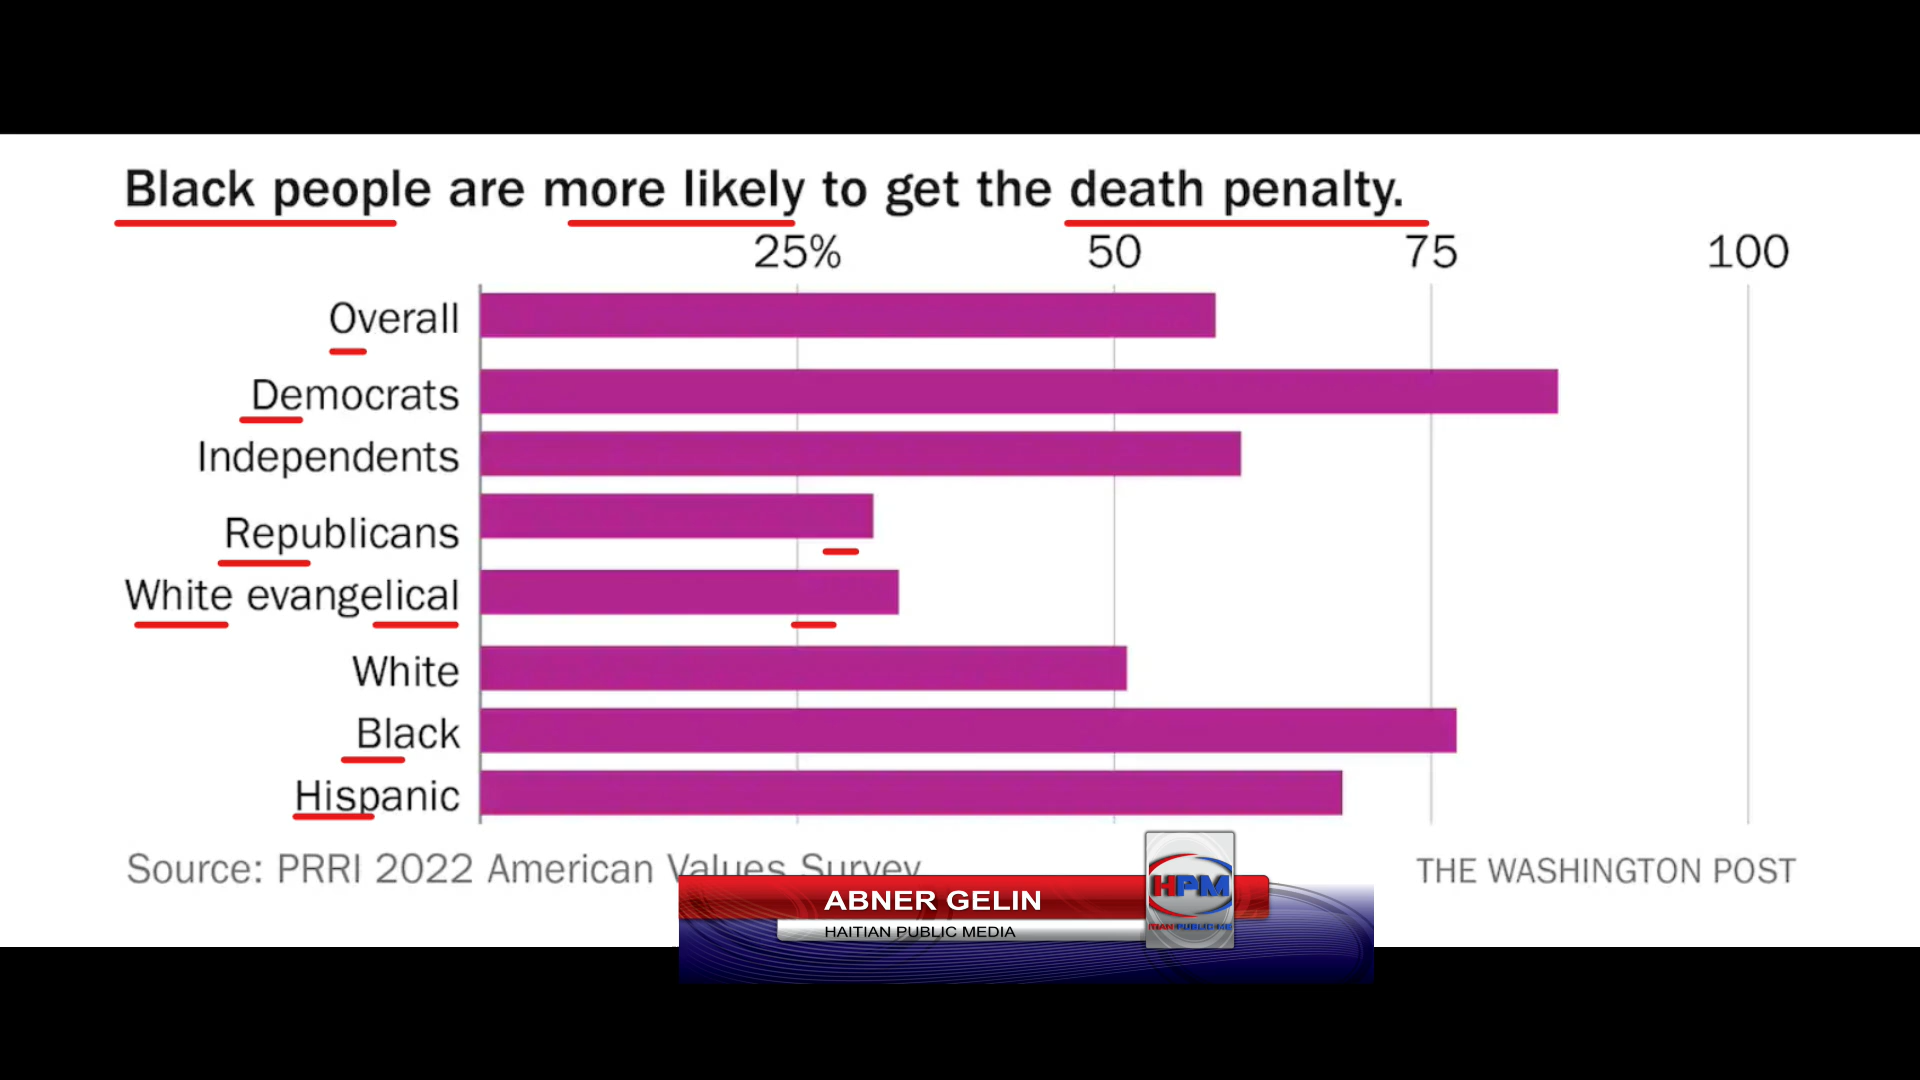 Black people are more likely to get the death penalty.
25% 50 75 100
Overall
Democrats
Independents
Republicans
White evangelical
White
Black
Hispanic
Source: PRRI 2022 American Values Survey
THE WASHINGTON POST
ABNER GELIN
HPM
HAITIAN PUBLIC MEDIA